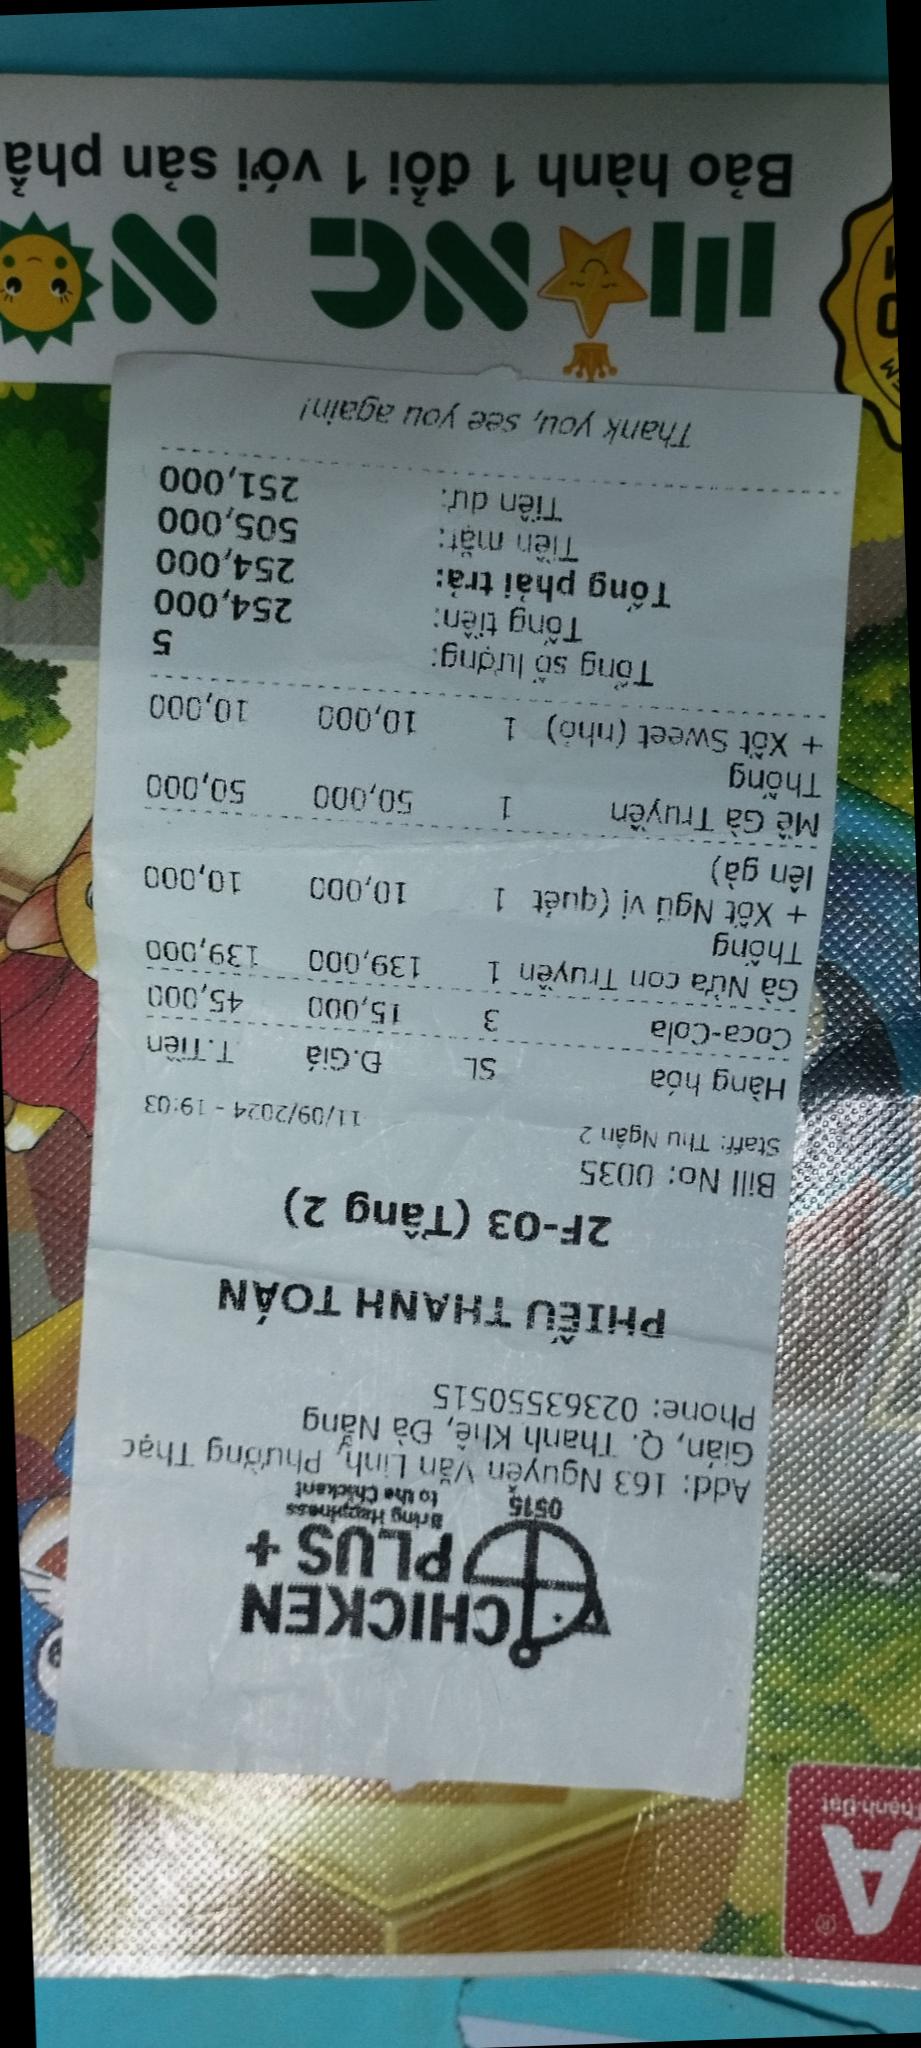 CHICKEN
PLUS +
Bring Happiness
to the Chickent
0515
Add: 163 Nguyễn Văn Linh, Phường Thạc
Gián, Q. Thanh Khê, Đà Nẵng
Phone: 02363550515
PHIẾU THANH TOÁN
2F-03 (Tầng 2)
Bill No: 0035
Staff: Thu Ngân 2 11/09/2024 - 19:03
Hàng hóa SL Đ.Giá T.Tiền
Coca-Cola 3 15,000 45,000
Gà Nửa con Truyền 1 139,000 139,000
Thống
+ Xốt Ngũ vị (quét 1 10,000 10,000
lên gà)
Mề Gà Truyền 1 50,000 50,000
Thống
+ Xốt Sweet (nhỏ) 1 10,000 10,000
Tổng số lượng: 5
Tổng tiền: 254,000
Tổng phải trả: 254,000
Tiền mặt: 505,000
Tiền dư: 251,000
Thank you, see you again!
Bảo hành 1 đổi 1 với sản phẩ
A
®